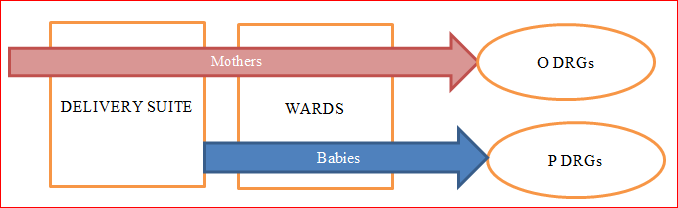 Mothers
O DRGs
DELIVERY SUITE
WARDS
Babies
P DRGs